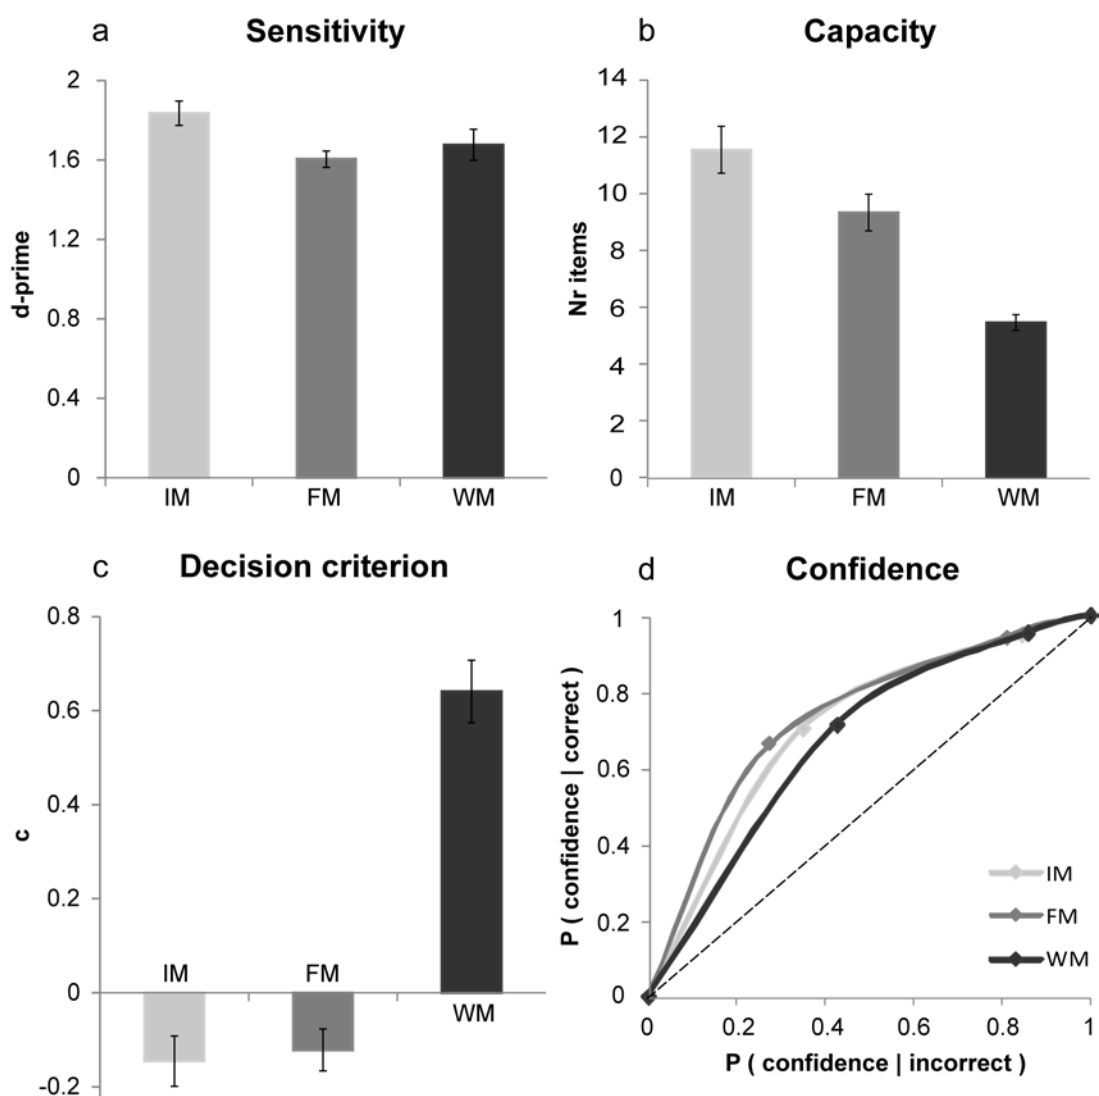 a Sensitivity
2
1.6
1.2
0.8
0.4
0
d-prime
IM FM WM
b Capacity
14
12
10
8
6
4
2
0
Nr items
IM FM WM
c Decision criterion
0.8
0.6
0.4
0.2
0
-0.2
c
IM FM
WM
d Confidence
1
0.8
0.6
0.4
0.2
0
P ( confidence | correct )
IM
FM
WM
0 0.2 0.4 0.6 0.8 1
P ( confidence | incorrect )